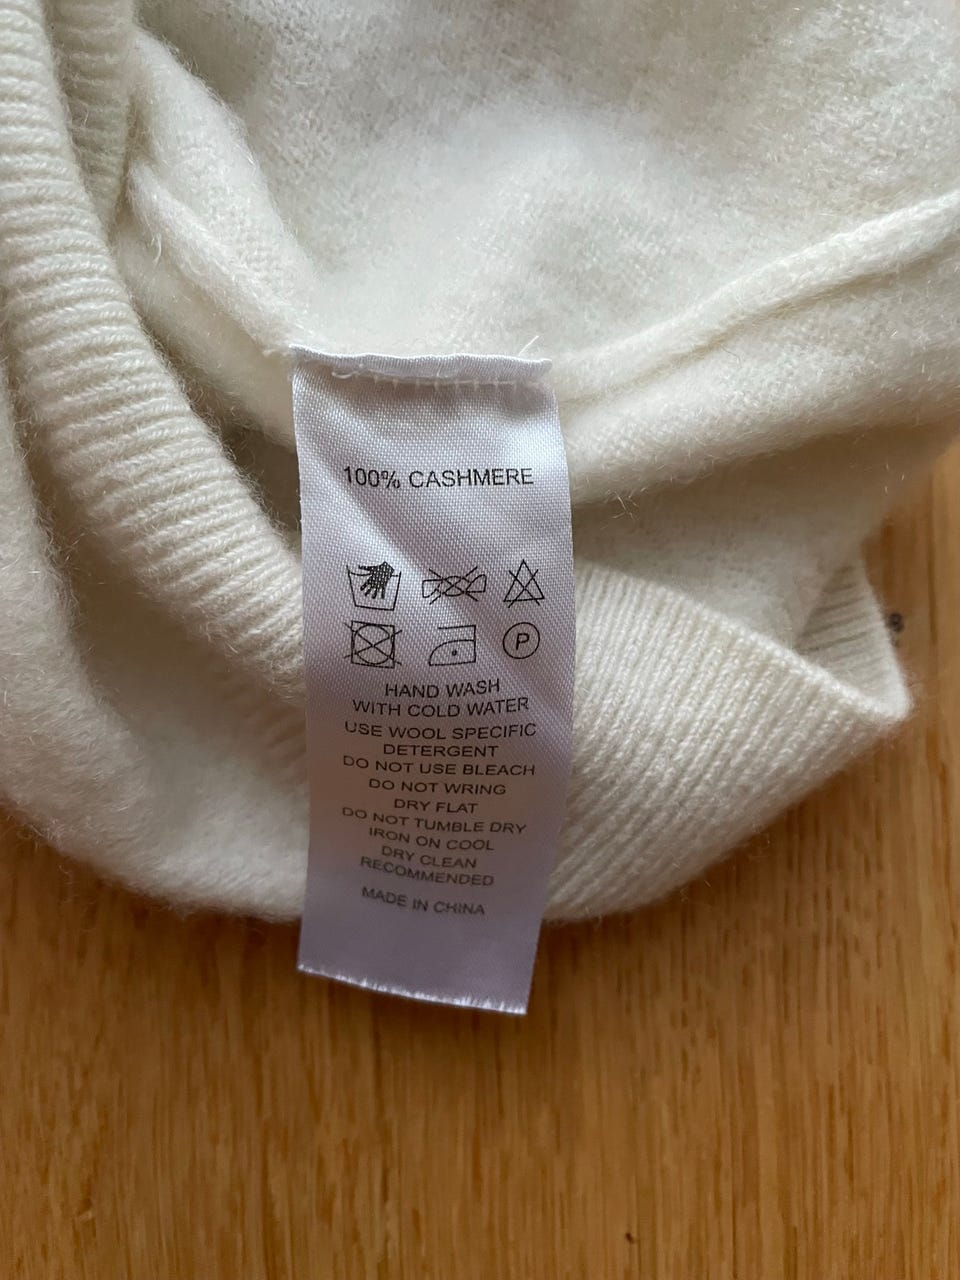 100% CASHMERE
P
HAND WASH
WITH COLD WATER
USE WOOL SPECIFIC
DETERGENT
DO NOT USE BLEACH
DO NOT WRING
DRY FLAT
DO NOT TUMBLE DRY
IRON ON COOL
DRY CLEAN
RECOMMENDED
MADE IN CHINA